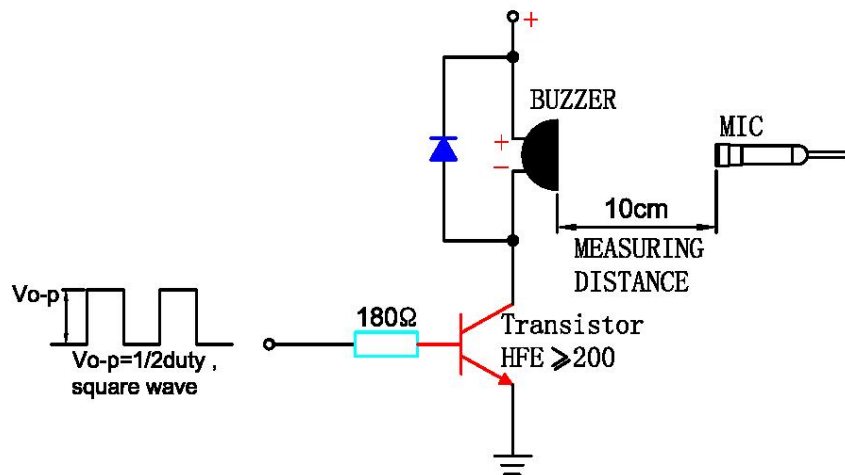 +
BUZZER
MIC
+
−
10cm
MEASURING
DISTANCE
Vo-p
180Ω
Transistor
HFE ⩾200
Vo-p=1/2duty ,
square wave